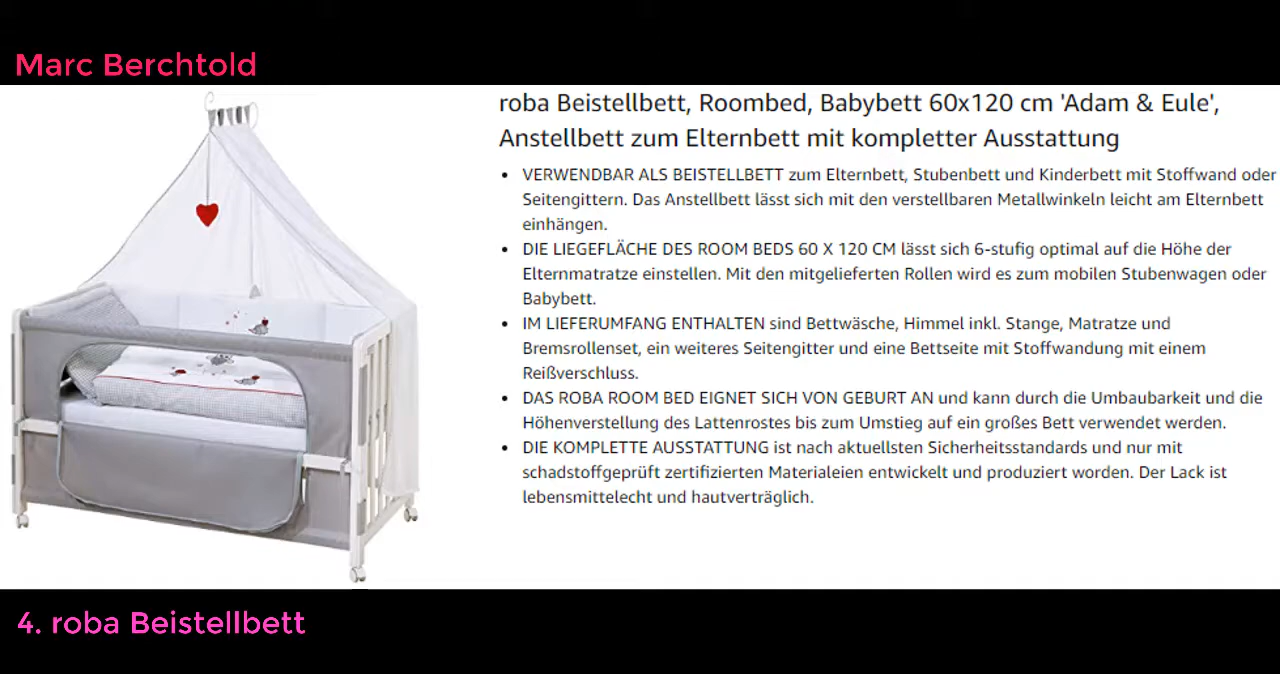 Marc Berchtold
roba Beistellbett, Roombed, Babybett 60x120 cm 'Adam & Eule',
Anstellbett zum Elternbett mit kompletter Ausstattung
• VERWENDBAR ALS BEISTELLBETT zum Elternbett, Stubenbett und Kinderbett mit Stoffwand oder
Seitengittern. Das Anstellbett lässt sich mit den verstellbaren Metallwinkeln leicht am Elternbett
einhängen.
• DIE LIEGEFLÄCHE DES ROOM BEDS 60 X 120 CM lässt sich 6-stufig optimal auf die Höhe der
Elternmatratze einstellen. Mit den mitgelieferten Rollen wird es zum mobilen Stubenwagen oder
Babybett.
• IM LIEFERUMFANG ENTHALTEN sind Bettwäsche, Himmel inkl. Stange, Matratze und
Bremsrollenset, ein weiteres Seitengitter und eine Bettseite mit Stoffwandung mit einem
Reißverschluss.
• DAS ROBA ROOM BED EIGNET SICH VON GEBURT AN und kann durch die Umbaubarkeit und die
Höhenverstellung des Lattenrostes bis zum Umstieg auf ein großes Bett verwendet werden.
• DIE KOMPLETTE AUSSTATTUNG ist nach aktuellsten Sicherheitsstandards und nur mit
schadstoffgeprüft zertifizierten Materialeien entwickelt und produziert worden. Der Lack ist
lebensmittelecht und hautverträglich.
4. roba Beistellbett